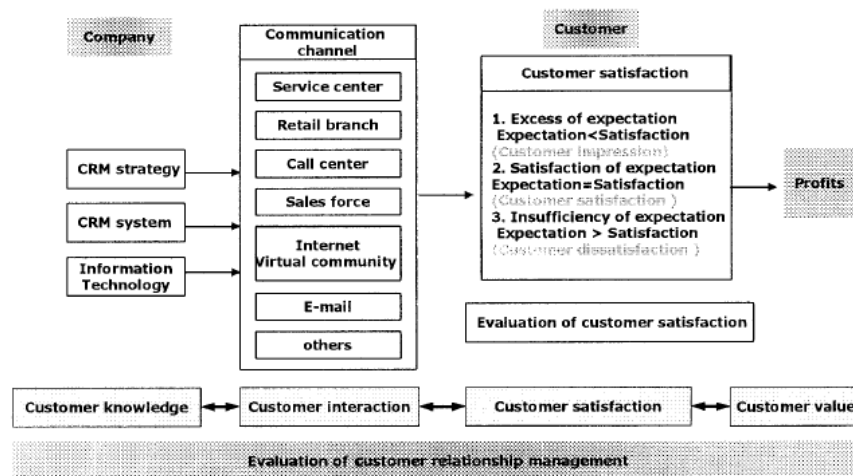 Company
Communication
channel
Service center
Retail branch
Call center
Sales force
Internet
Virtual community
E-mail
others
CRM strategy
CRM system
Information
Technology
Customer
Customer satisfaction
1. Excess of expectation
Expectation<Satisfaction
(Customer impression)
2. Satisfaction of expectation
Expectation=Satisfaction
(Customer satisfaction )
3. Insufficiency of expectation
Expectation > Satisfaction
(Customer dissatisfaction )
Profits
Evaluation of customer satisfaction
Customer knowledge
Customer interaction
Customer satisfaction
Customer value
Evaluation of customer relationship management